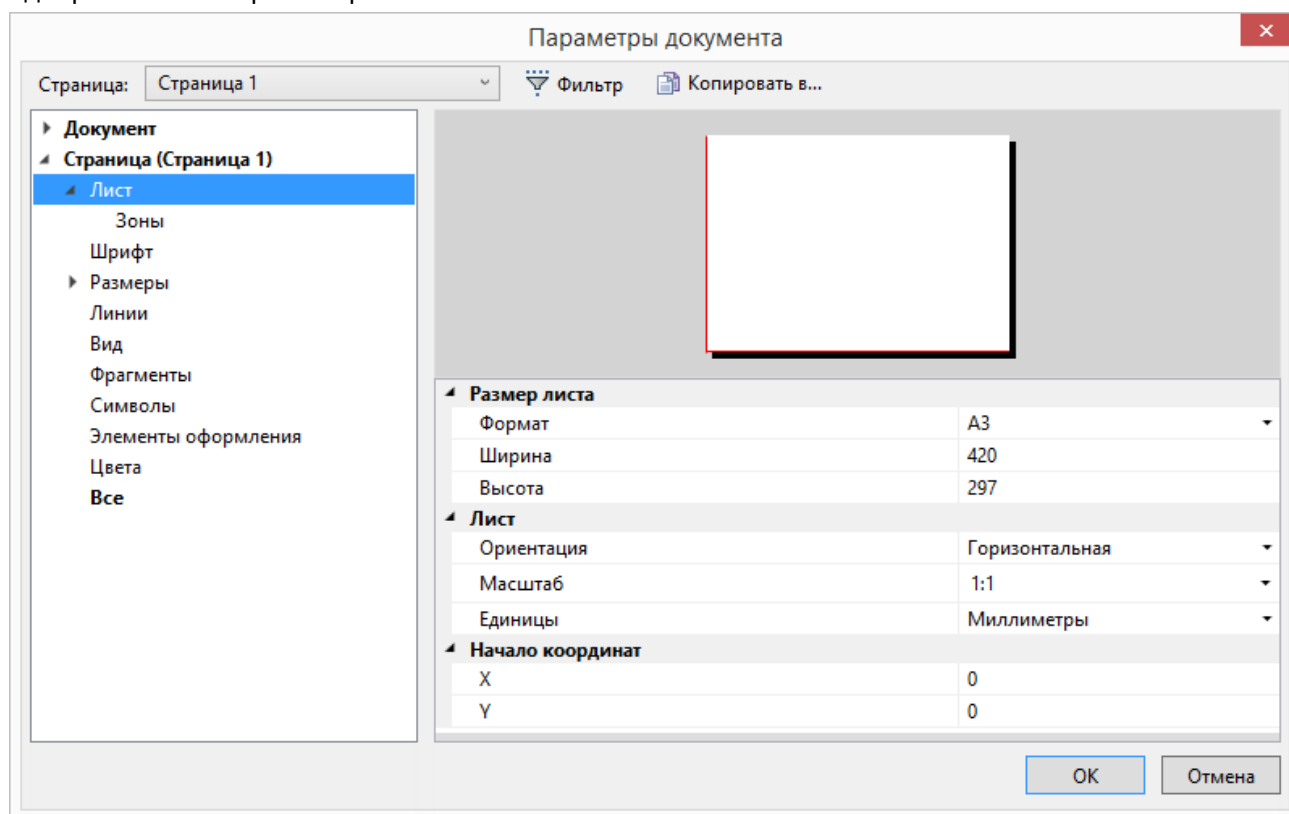 Параметры документа
Страница: Страница 1 Фильтр Копировать в...
Документ
Страница (Страница 1)
Лист
Зоны
Шрифт
Размеры
Линии
Вид
Фрагменты
Символы
Элементы оформления
Цвета
Все
Размер листа
Формат A3
Ширина 420
Высота 297
Лист
Ориентация Горизонтальная
Масштаб 1:1
Единицы Миллиметры
Начало координат
X 0
Y 0
OK Отмена